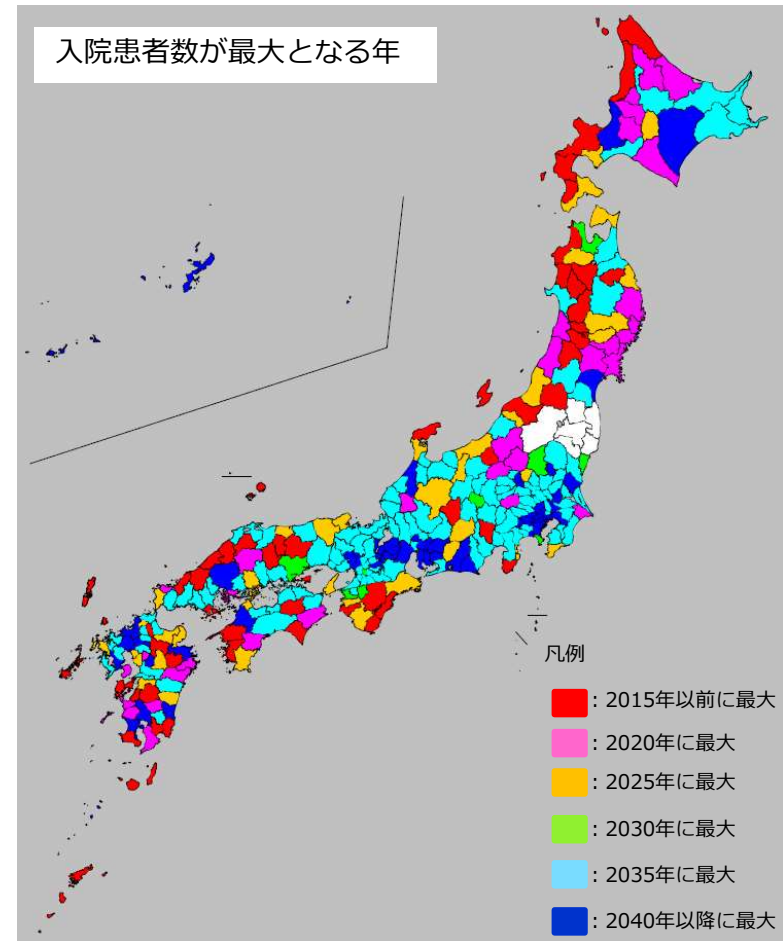 入院患者数が最大となる年
凡例
：2015年以前に最大
：2020年に最大
：2025年に最大
：2030年に最大
：2035年に最大
：2040年以降に最大